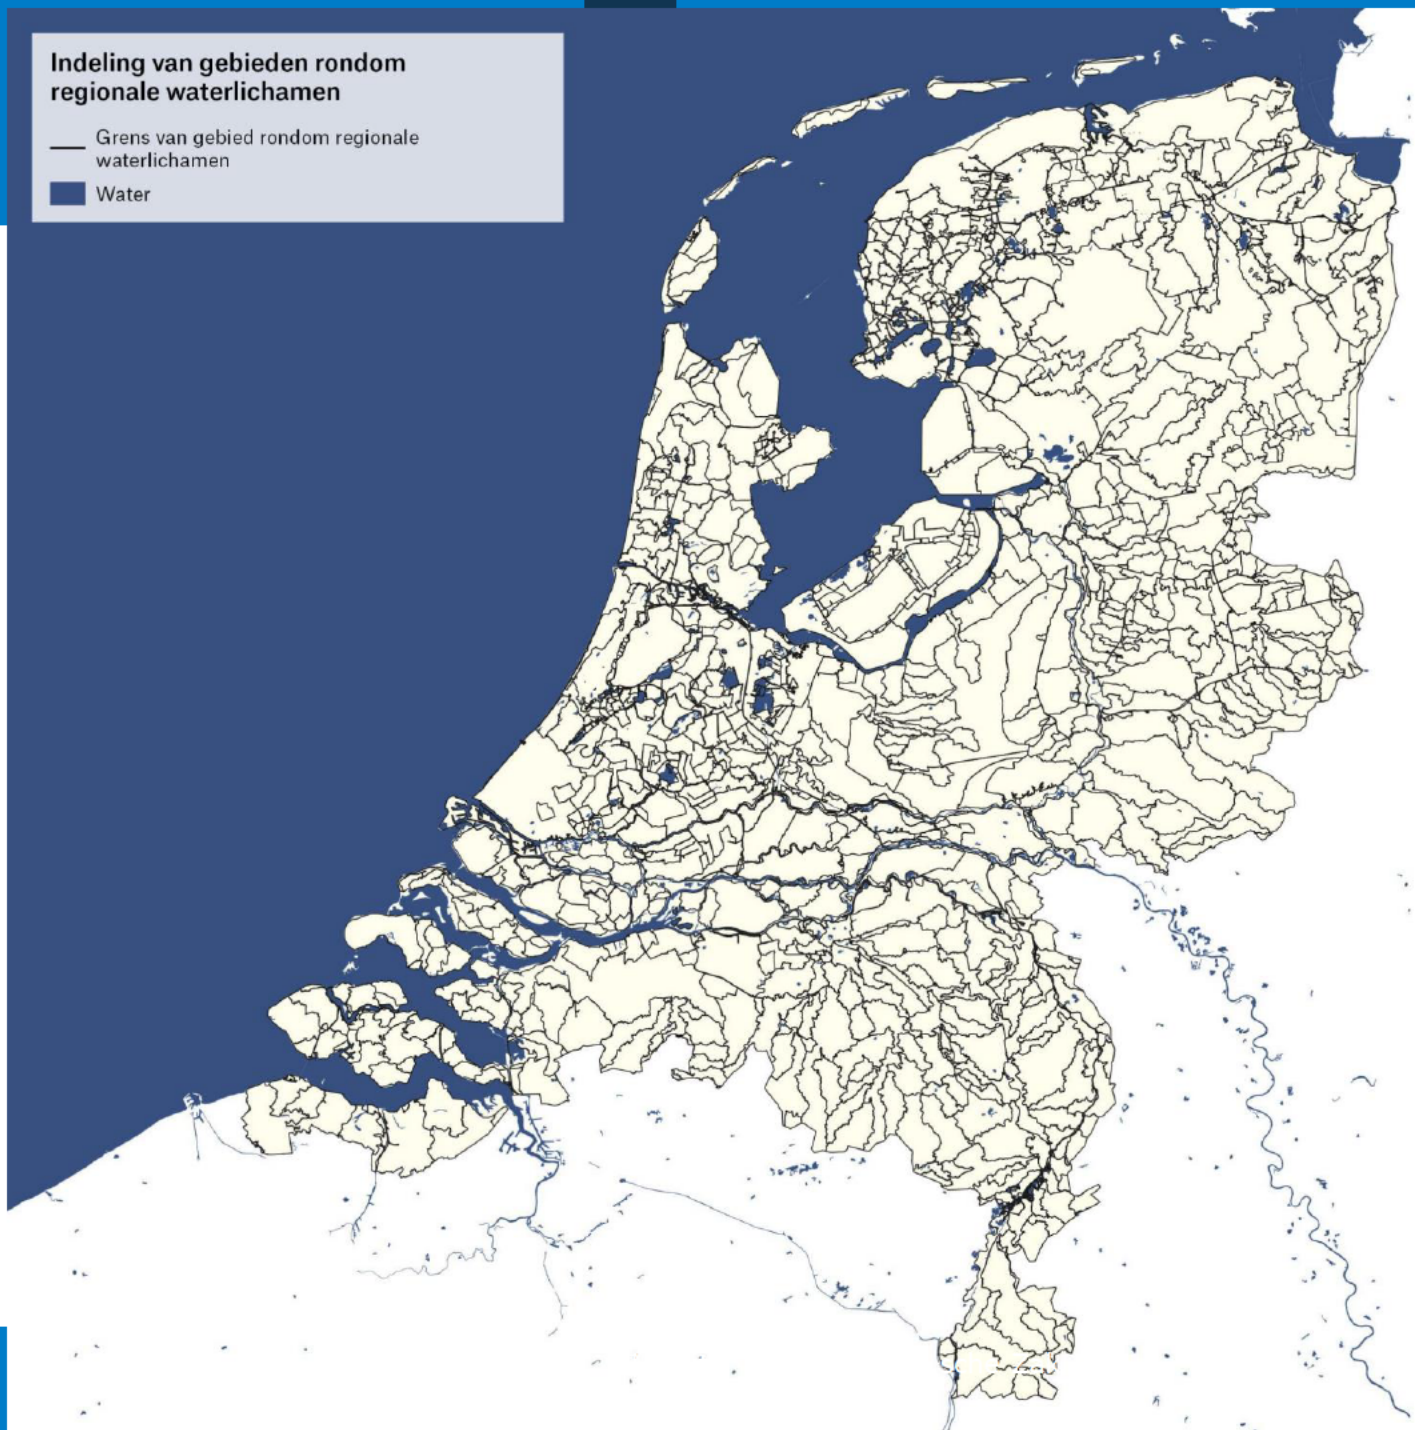 Indeling van gebieden rondom
regionale waterlichamen
Grens van gebied rondom regionale
waterlichamen
Water